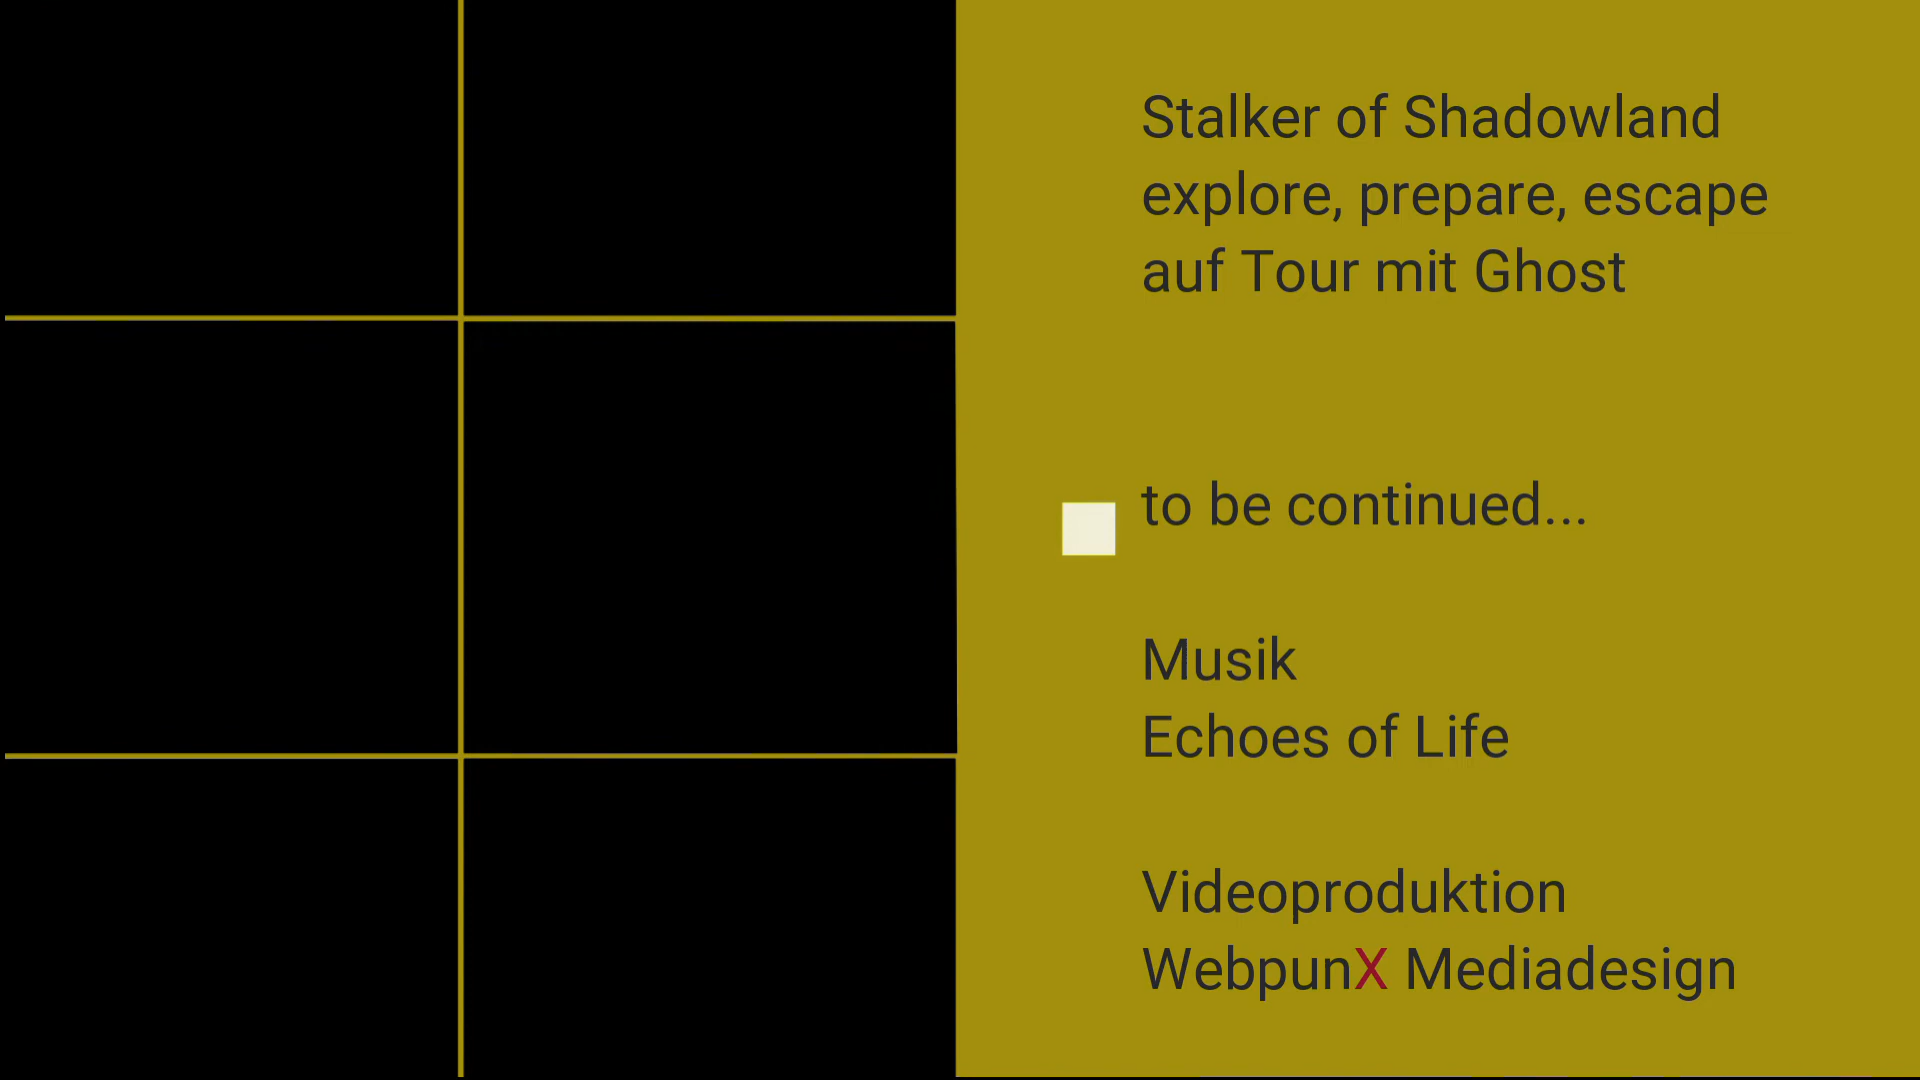 Stalker of Shadowland
explore, prepare, escape
auf Tour mit Ghost
to be continued...
Musik
Echoes of Life
Videoproduktion
WebpunX Mediadesign